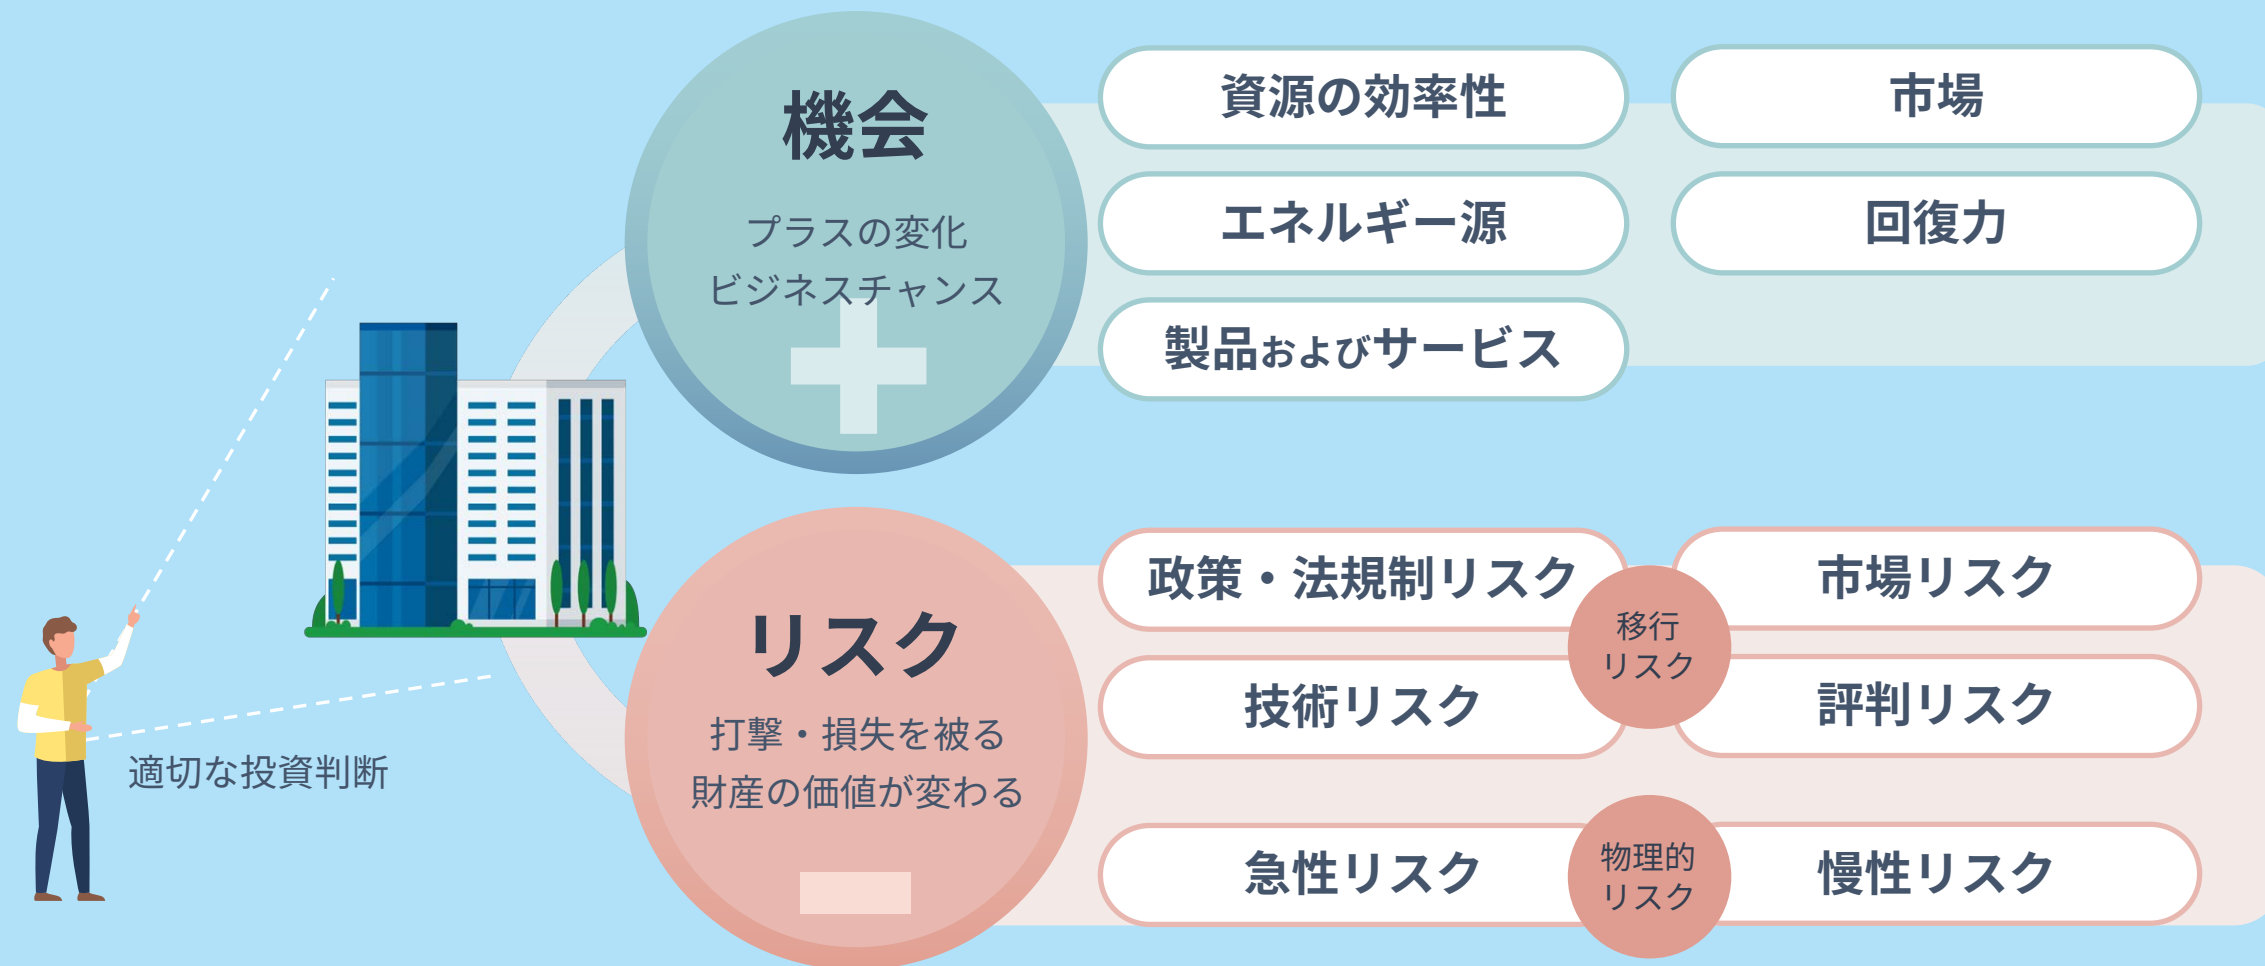 機会
プラスの変化
ビジネスチャンス
資源の効率性
市場
エネルギー源
回復力
製品およびサービス
適切な投資判断
リスク
打撃・損失を被る
財産の価値が変わる
政策・法規制リスク
市場リスク
移行
リスク
技術リスク
評判リスク
急性リスク
物理的
リスク
慢性リスク